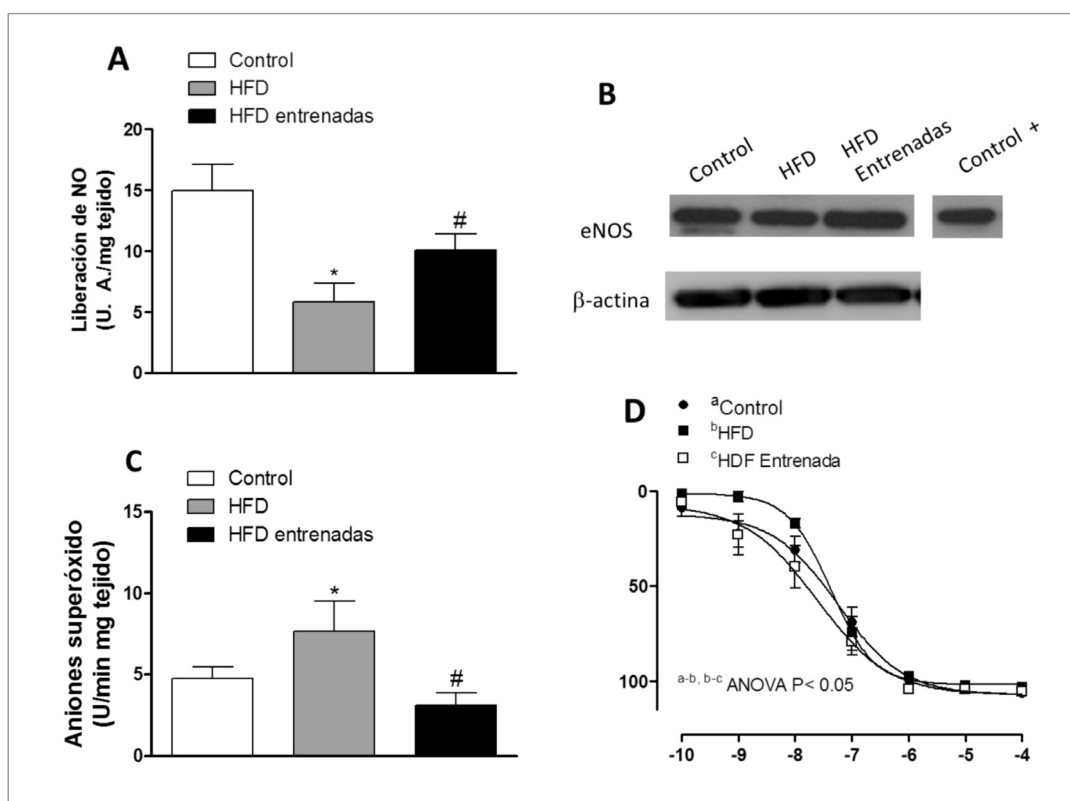 A
Control
HFD
HFD entrenadas
Liberación de NO
(U. A./mg tejido)
20
15
10
5
0
*
#
B
Control
HFD
HFD
Entrenadas
Control +
eNOS
β-actina
C
Control
HFD
HFD entrenadas
Aniones superóxido
(U/min mg tejido)
15
10
5
0
*
#
D
aControl
bHFD
cHDF Entrenada
0
50
100
a-b, b-c ANOVA P< 0.05
-10 -9 -8 -7 -6 -5 -4